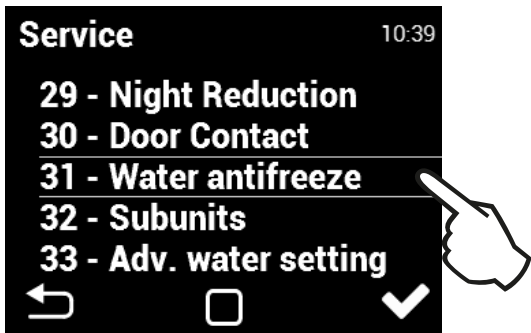 Service 10:39
29 - Night Reduction
30 - Door Contact
31 - Water antifreeze
32 - Subunits
33 - Adv. water setting